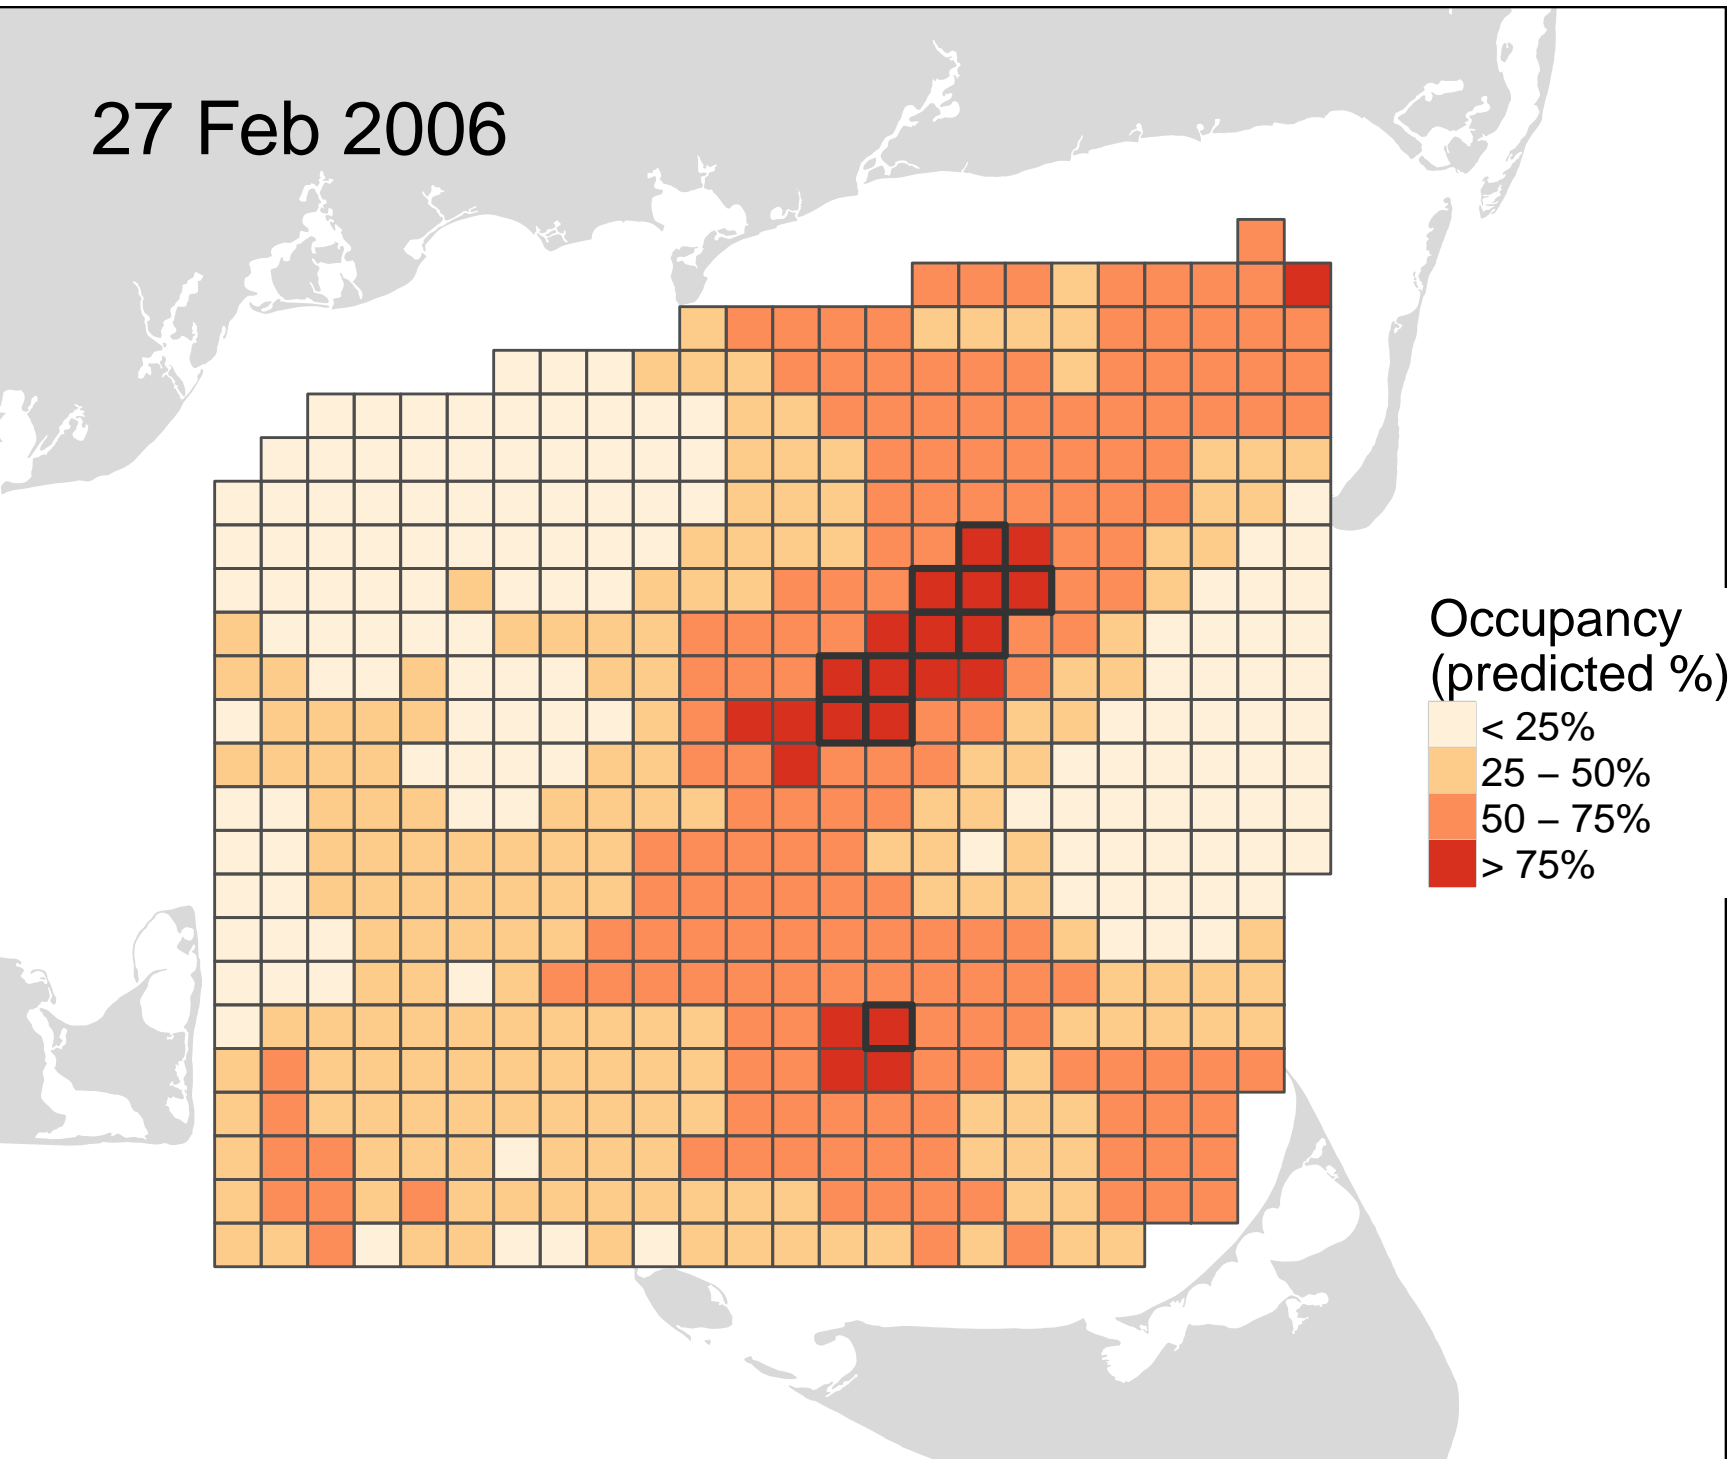 27 Feb 2006
Occupancy
(predicted %)
< 25%
25 – 50%
50 – 75%
> 75%